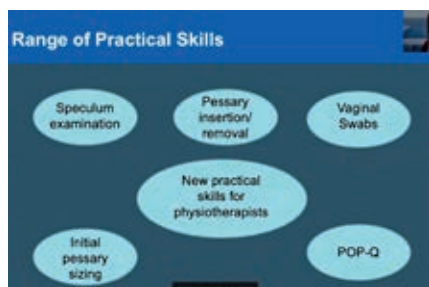 Range of Practical Skills
Speculum
examination
Pessary
insertion/
removal
Vaginal
Swabs
New practical
skills for
physiotherapists
Initial
pessary
sizing
POP-Q